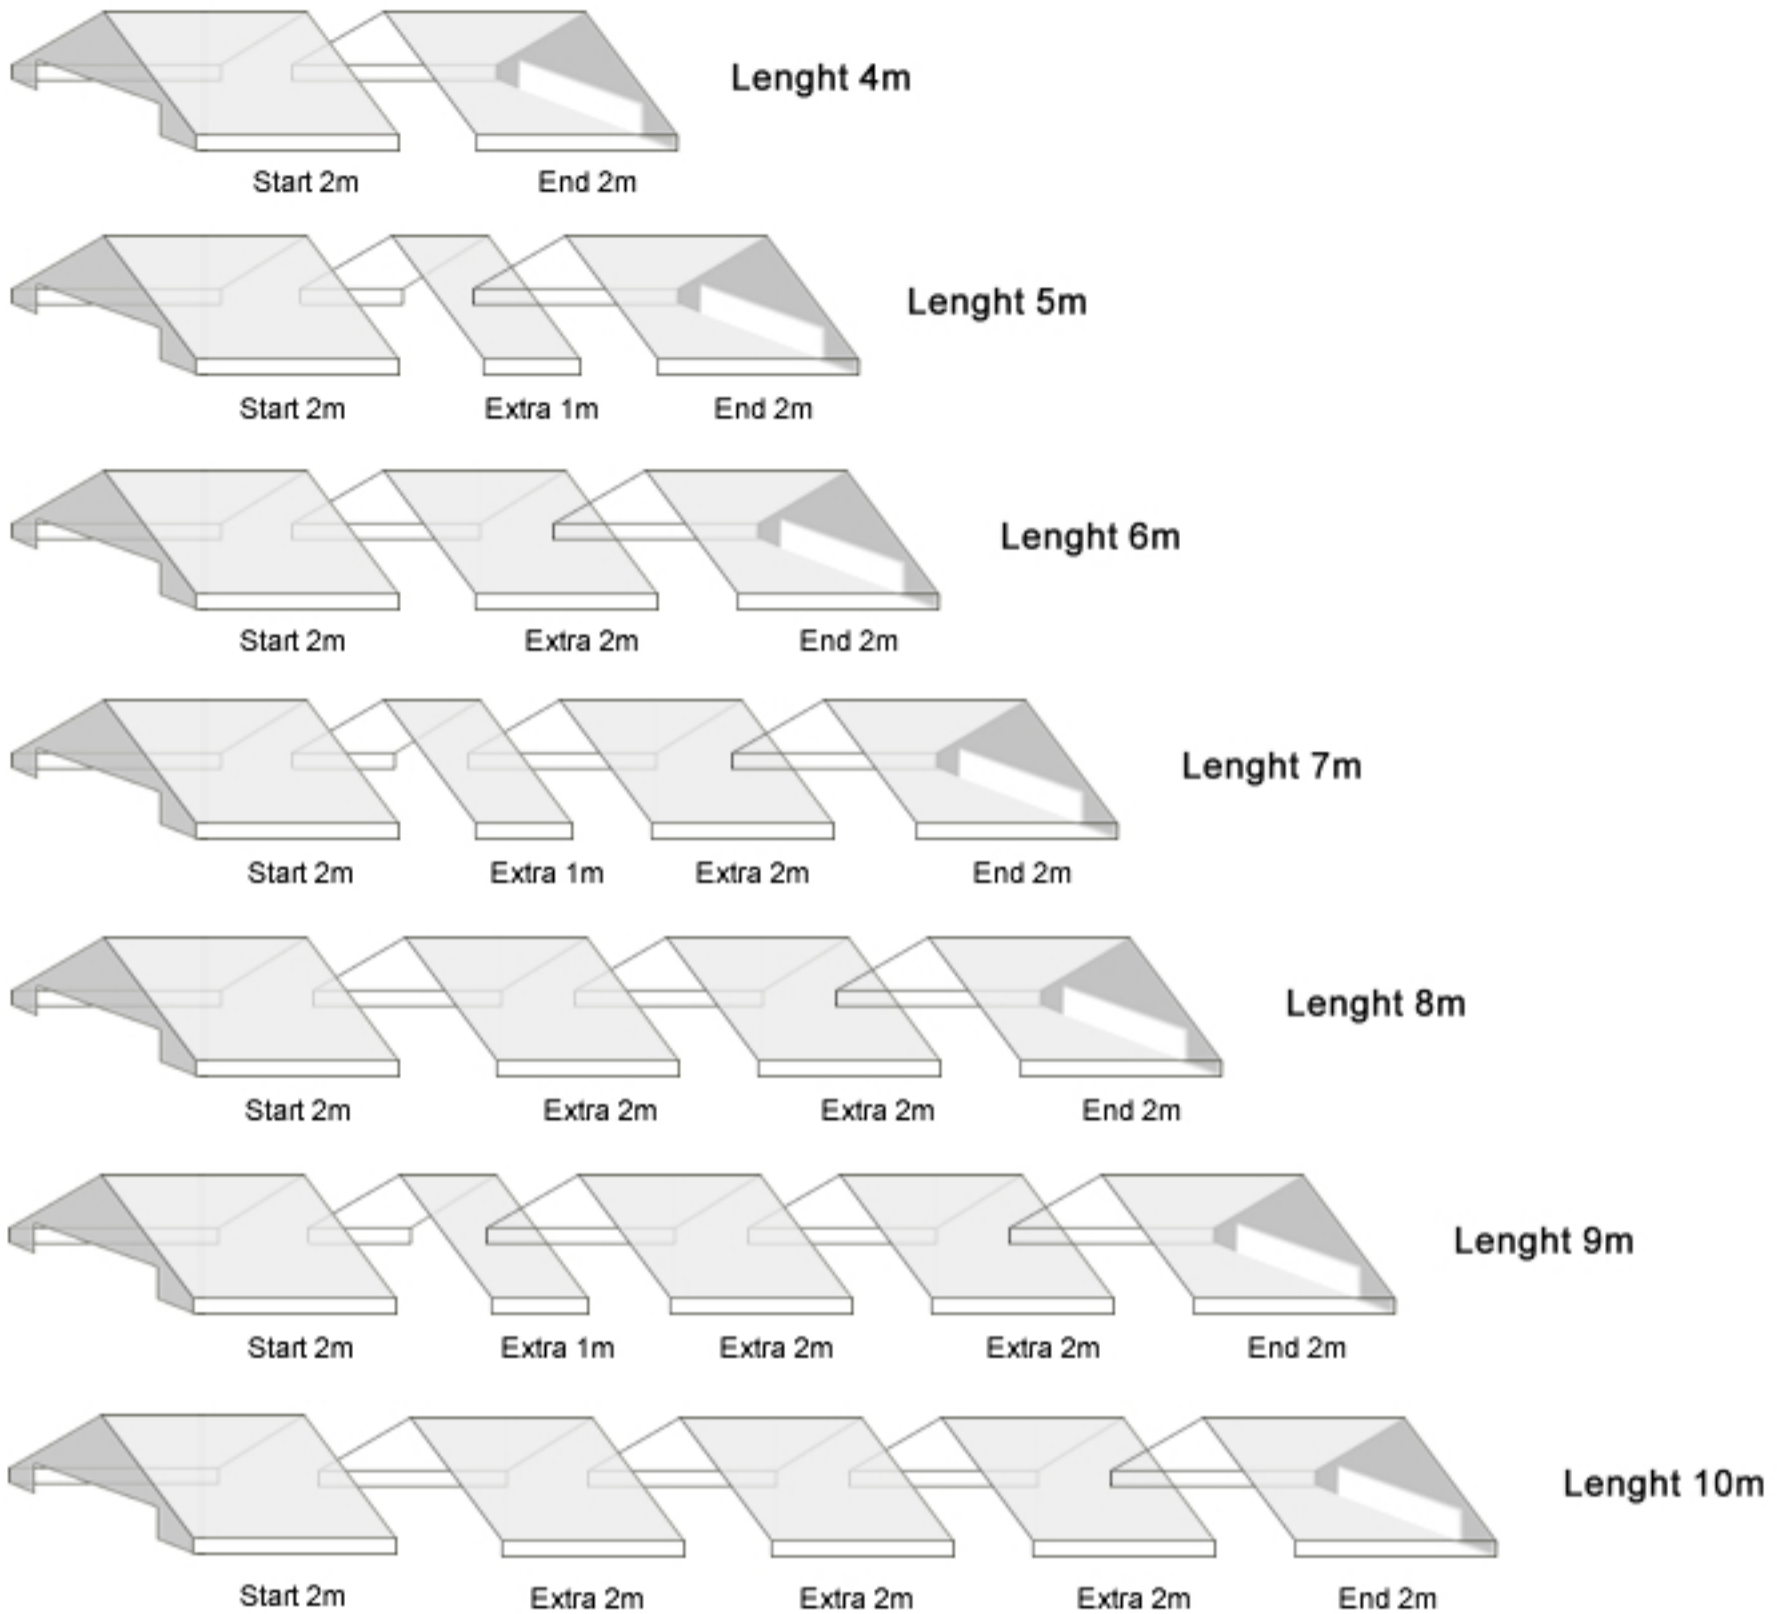 Lenght 4m
Start 2m End 2m
Lenght 5m
Start 2m Extra 1m End 2m
Lenght 6m
Start 2m Extra 2m End 2m
Lenght 7m
Start 2m Extra 1m Extra 2m End 2m
Lenght 8m
Start 2m Extra 2m Extra 2m End 2m
Lenght 9m
Start 2m Extra 1m Extra 2m Extra 2m End 2m
Lenght 10m
Start 2m Extra 2m Extra 2m Extra 2m End 2m